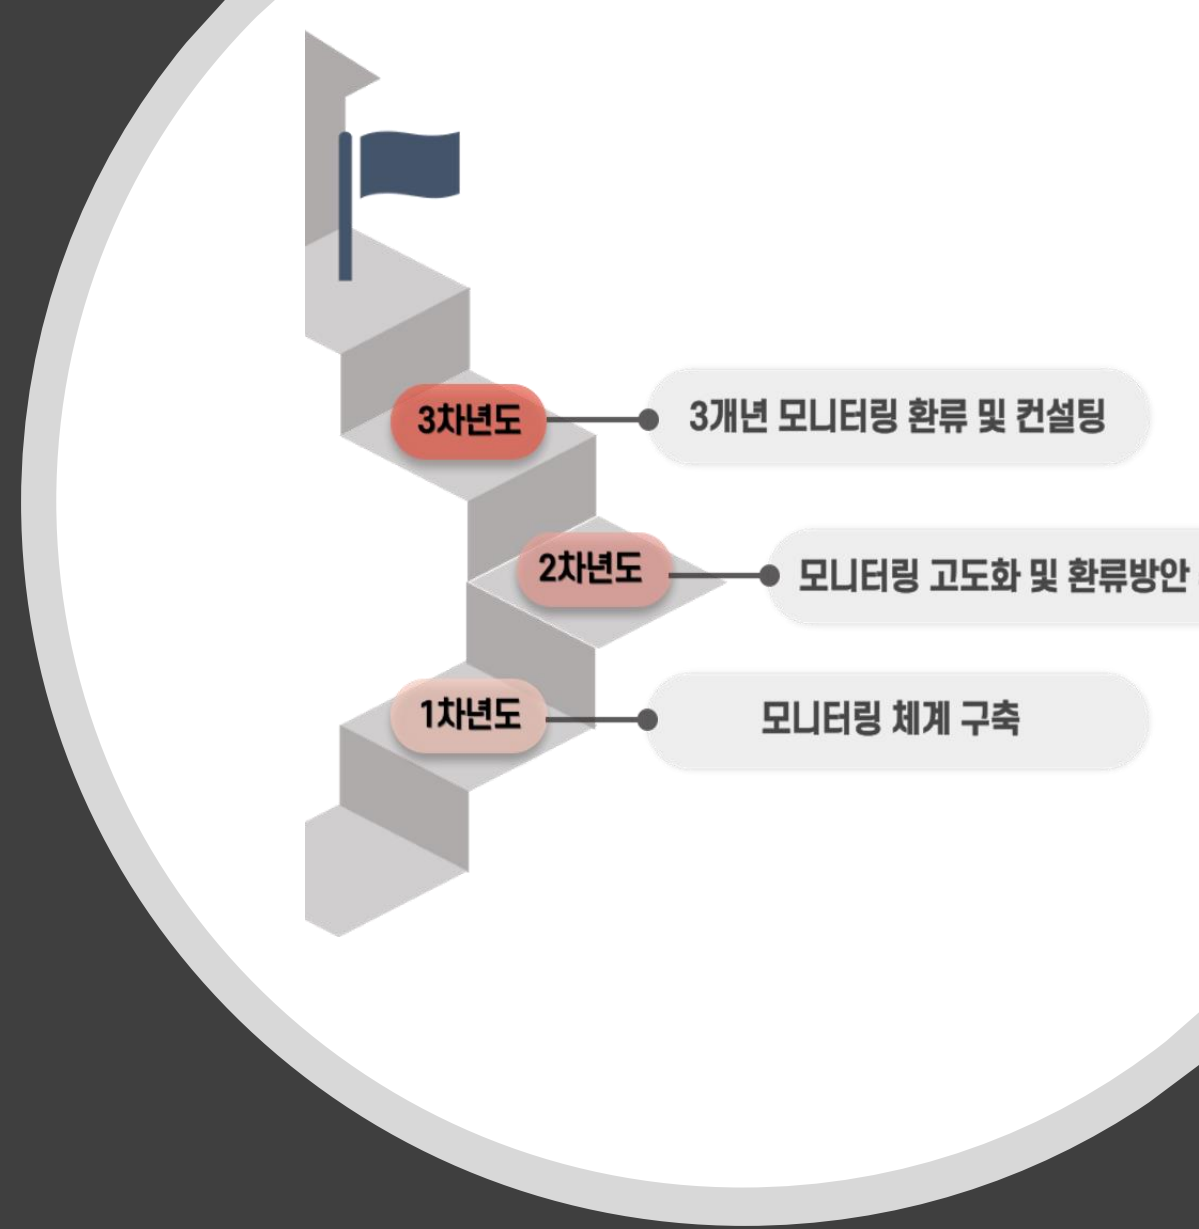 3차년도 3개년 모니터링 환류 및 컨설팅
2차년도 모니터링 고도화 및 환류방안
1차년도 모니터링 체계 구축